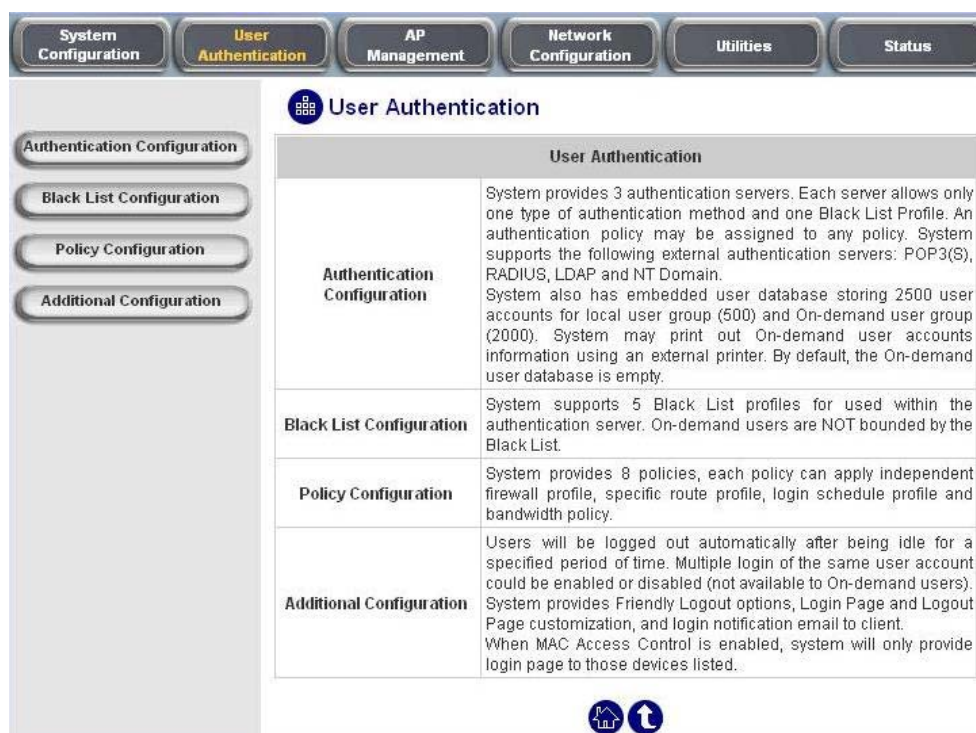 System
Configuration
User
Authentication
AP
Management
Network
Configuration
Utilities
Status
Authentication Configuration
Black List Configuration
Policy Configuration
Additional Configuration
User Authentication
User Authentication
Authentication
Configuration
System provides 3 authentication servers. Each server allows only
one type of authentication method and one Black List Profile. An
authentication policy may be assigned to any policy. System
supports the following external authentication servers: POP3(S),
RADIUS, LDAP and NT Domain.
System also has embedded user database storing 2500 user
accounts for local user group (500) and On-demand user group
(2000). System may print out On-demand user accounts
information using an external printer. By default, the On-demand
user database is empty.
Black List Configuration
System supports 5 Black List profiles for used within the
authentication server. On-demand users are NOT bounded by the
Black List.
Policy Configuration
System provides 8 policies, each policy can apply independent
firewall profile, specific route profile, login schedule profile and
bandwidth policy.
Additional Configuration
Users will be logged out automatically after being idle for a
specified period of time. Multiple login of the same user account
could be enabled or disabled (not available to On-demand users).
System provides Friendly Logout options, Login Page and Logout
Page customization, and login notification email to client.
When MAC Access Control is enabled, system will only provide
login page to those devices listed.